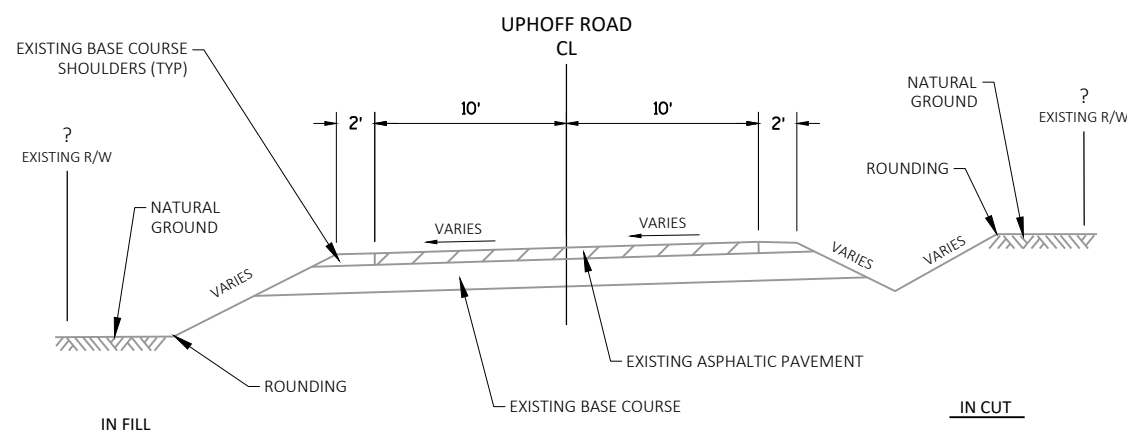 UPHOFF ROAD
CL
EXISTING BASE COURSE
SHOULDERS (TYP)
2'
10'
10'
2'
?
EXISTING R/W
NATURAL
GROUND
?
EXISTING R/W
ROUNDING
NATURAL
GROUND
VARIES
VARIES
VARIES
VARIES
VARIES
ROUNDING
EXISTING ASPHALTIC PAVEMENT
EXISTING BASE COURSE
IN FILL
IN CUT